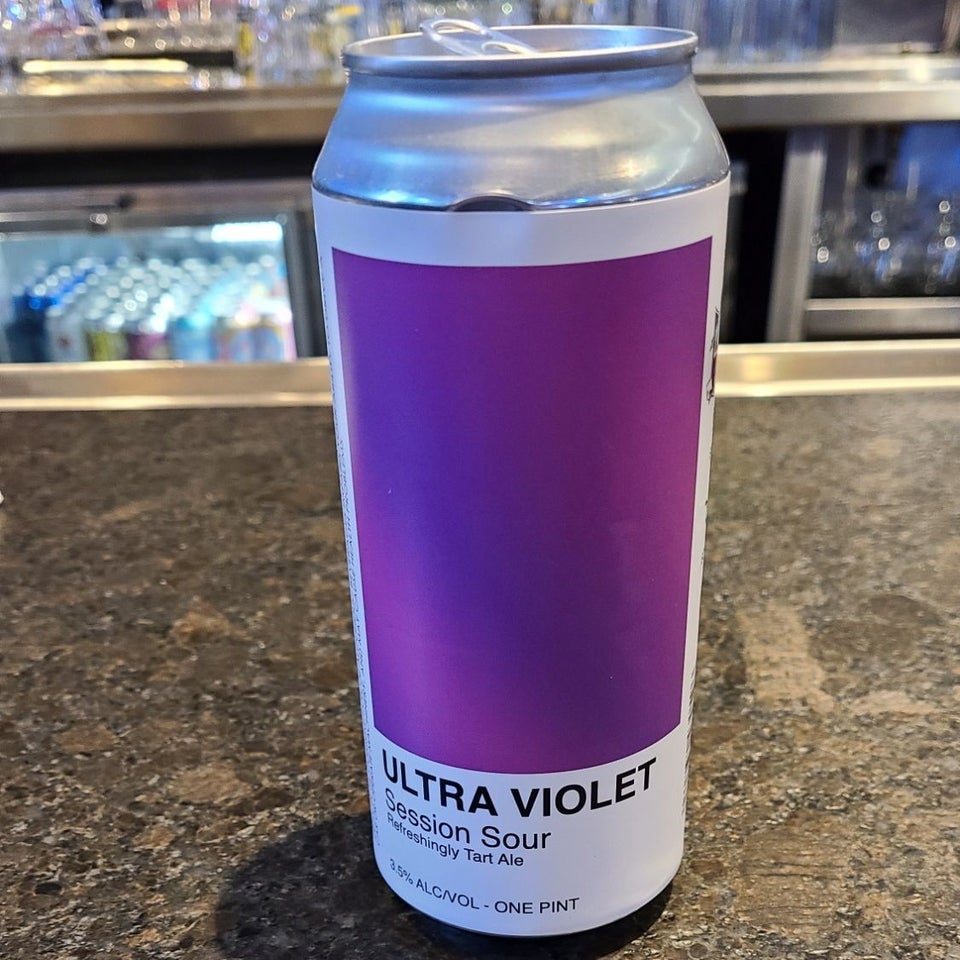 ULTRA VIOLET
Session Sour
Refreshingly Tart Ale
3.5% ALC/VOL - ONE PINT